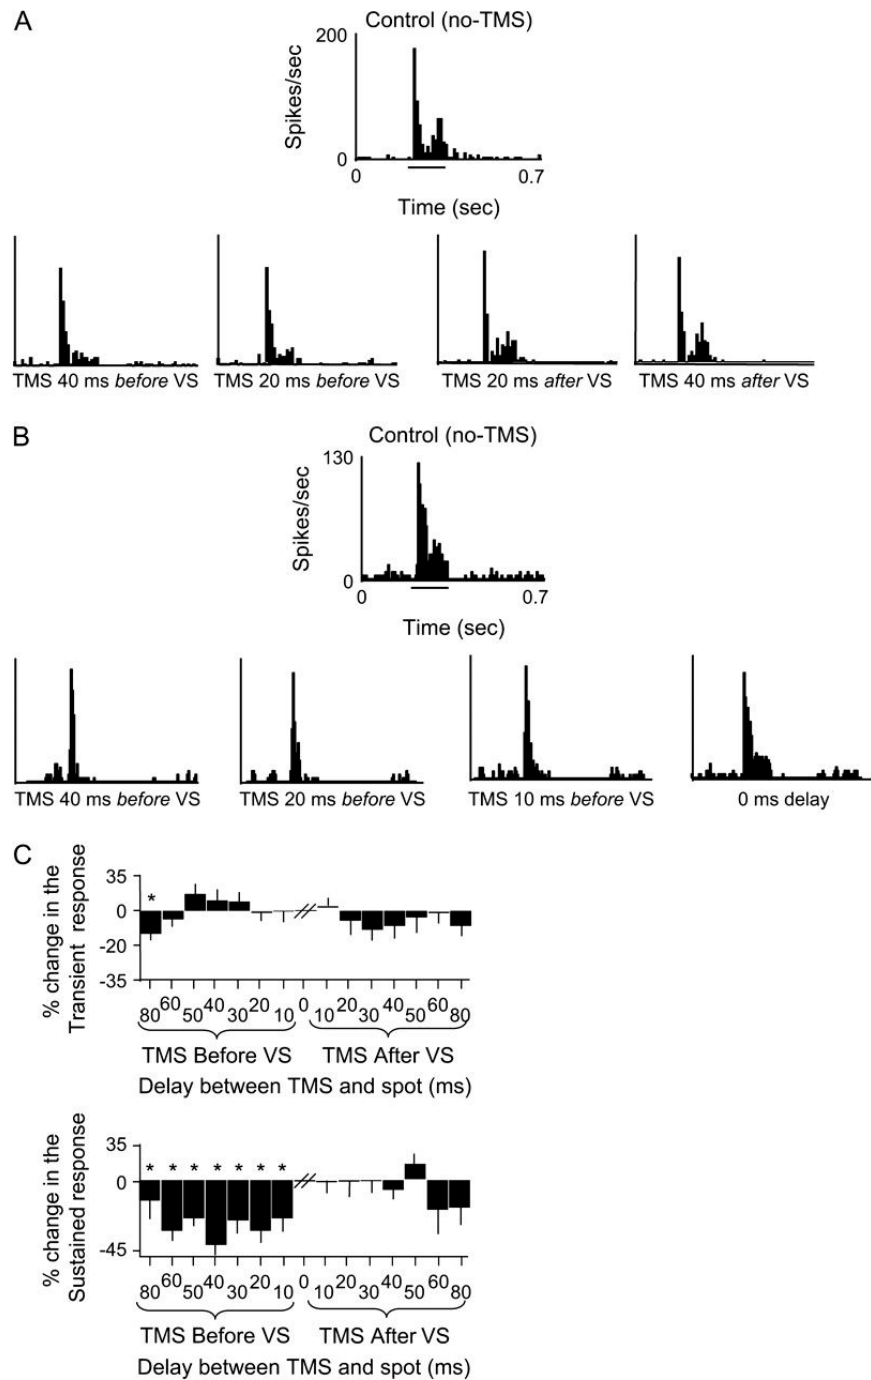 A
Control (no-TMS)
200
Spikes/sec
0
0
0.7
Time (sec)
TMS 40 ms before VS
TMS 20 ms before VS
TMS 20 ms after VS
TMS 40 ms after VS
B
Control (no-TMS)
130
Spikes/sec
0
0
0.7
Time (sec)
TMS 40 ms before VS
TMS 20 ms before VS
TMS 10 ms before VS
0 ms delay
C
% change in the
Transient response
35
0
-20
-35
*
80 60 50 40 30 20 10 0 10 20 30 40 50 60 80
TMS Before VS
TMS After VS
Delay between TMS and spot (ms)
% change in the
Sustained response
35
0
-45
* * * * * * *
80 60 50 40 30 20 10 0 10 20 30 40 50 60 80
TMS Before VS
TMS After VS
Delay between TMS and spot (ms)